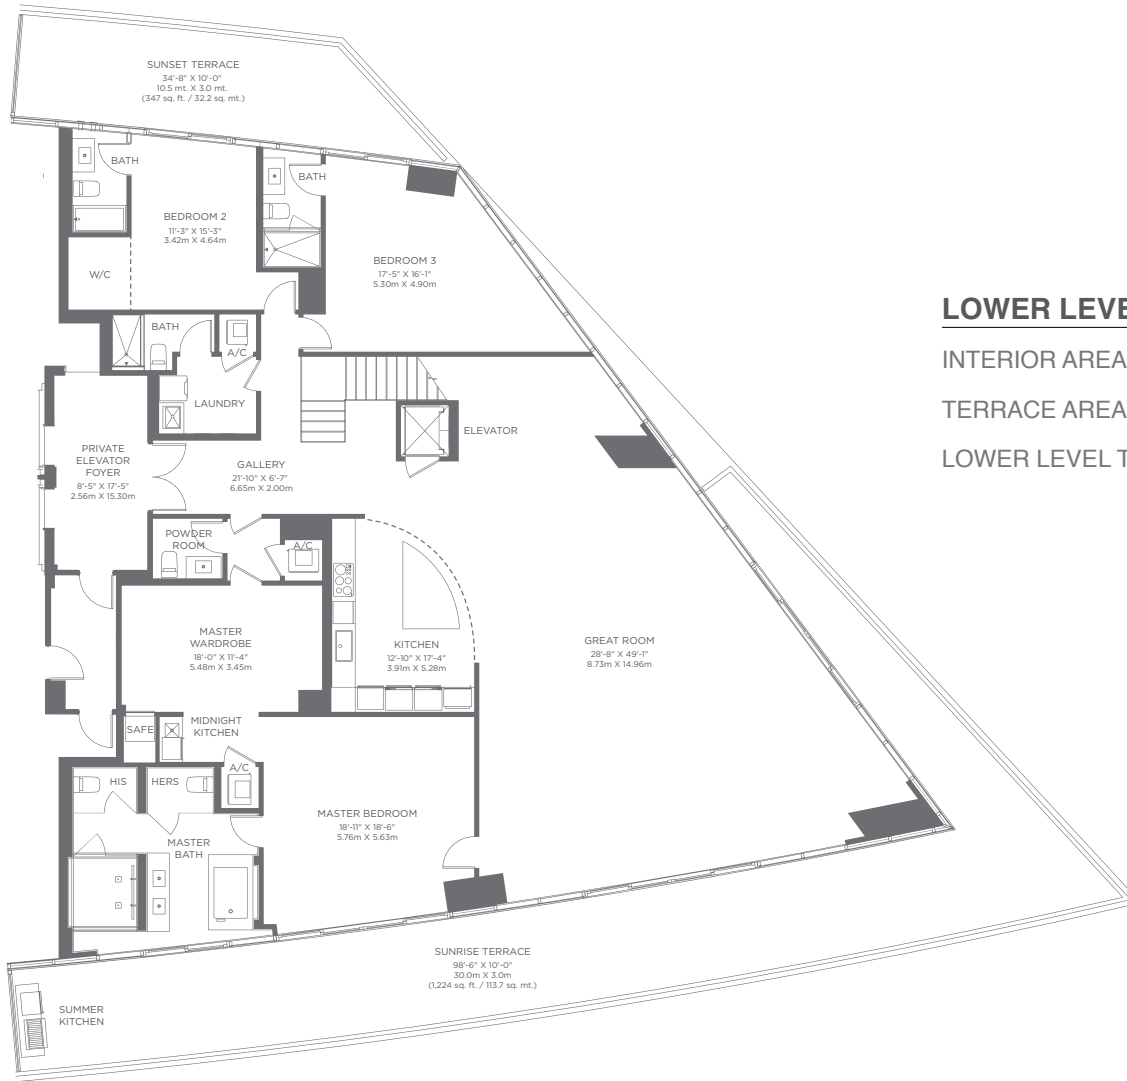 SUNSET TERRACE
34'-8" X 10'-0"
10.5 mt. X 3.0 mt.
(347 sq. ft. / 32.2 sq. mt.)
BATH
BATH
BEDROOM 2
11'-3" X 15'-3"
3.42m X 4.64m
BEDROOM 3
17'-5" X 16'-1"
5.30m X 4.90m
W/C
BATH
A/C
LAUNDRY
ELEVATOR
PRIVATE
ELEVATOR
FOYER
8'-5" X 17'-5"
2.56m X 15.30m
GALLERY
21'-10" X 6'-7"
6.65m X 2.00m
POWDER
ROOM
A/C
MASTER
WARDROBE
18'-0" X 11'-4"
5.48m X 3.45m
KITCHEN
12'-10" X 17'-4"
3.91m X 5.28m
GREAT ROOM
28'-8" X 49'-1"
8.73m X 14.96m
SAFE
MIDNIGHT
KITCHEN
A/C
HIS
HERS
MASTER
BATH
MASTER BEDROOM
18'-11" X 18'-6"
5.76m X 5.63m
SUNRISE TERRACE
98'-6" X 10'-0"
30.0m X 3.0m
(1,224 sq. ft. / 113.7 sq. mt.)
SUMMER
KITCHEN
LOWER LEVE
INTERIOR AREA
TERRACE AREA
LOWER LEVEL T